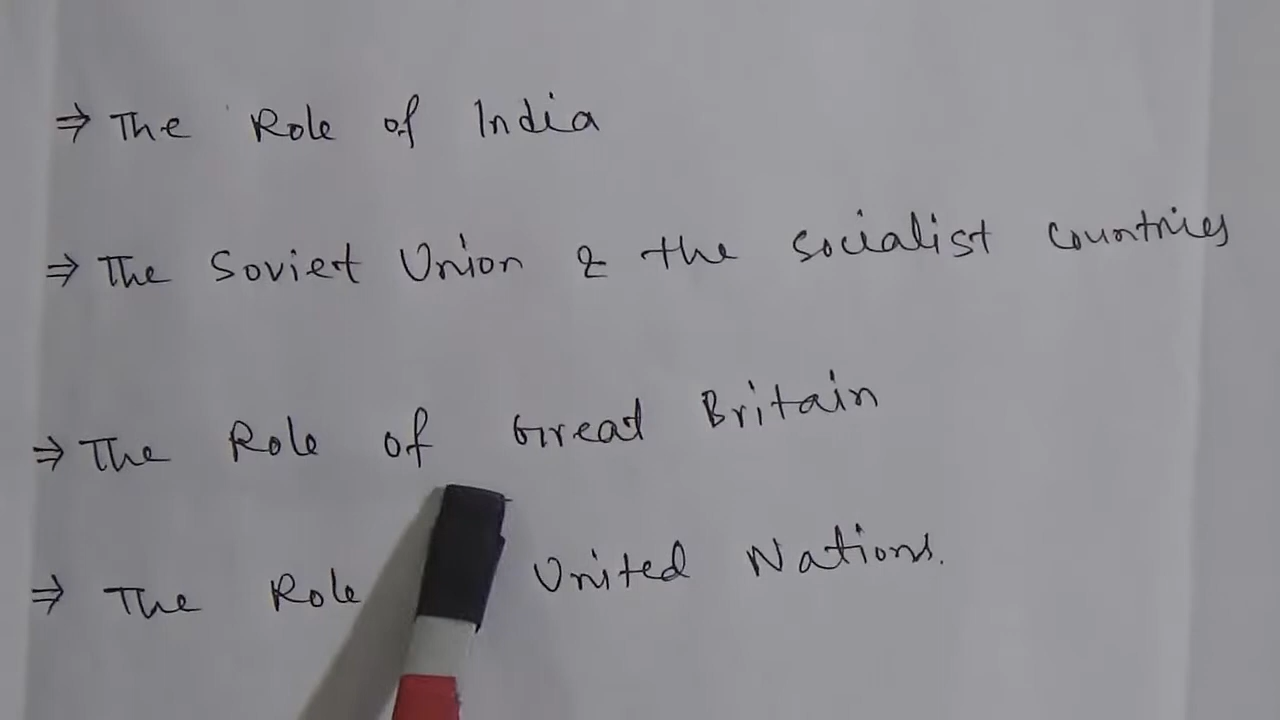 ⇒ The Role of India
⇒ The Soviet Union & the Socialist Countries
⇒ The Role of Great Britain
⇒ The Role United Nations.